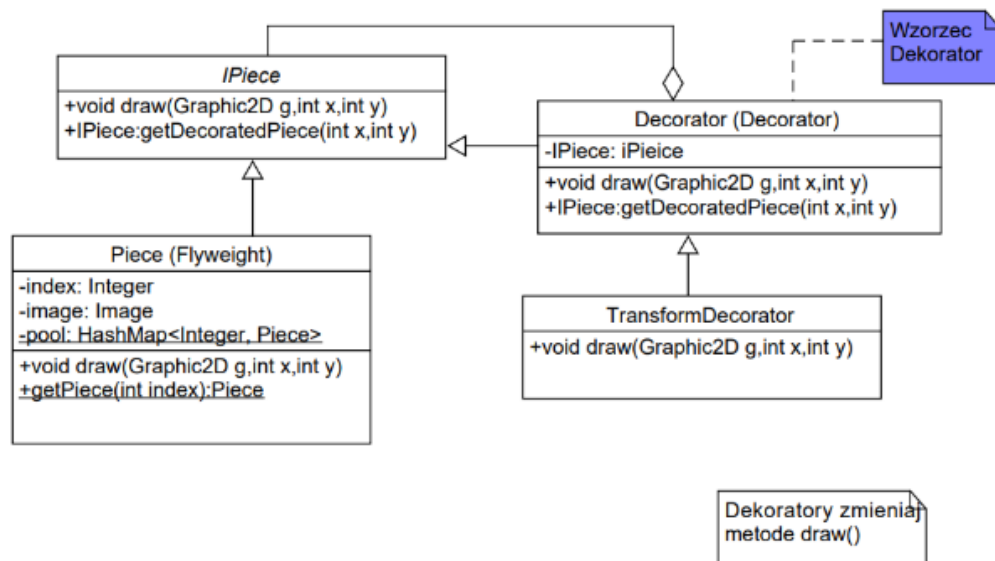 Wzorzec
Dekorator
IPiece
+void draw(Graphic2D g,int x,int y)
+IPiece:getDecoratedPiece(int x,int y)
Decorator (Decorator)
-IPiece: iPieice
+void draw(Graphic2D g,int x,int y)
+IPiece:getDecoratedPiece(int x,int y)
Piece (Flyweight)
-index: Integer
-image: Image
-pool: HashMap<Integer, Piece>
+void draw(Graphic2D g,int x,int y)
+getPiece(int index):Piece
TransformDecorator
+void draw(Graphic2D g,int x,int y)
Dekoratory zmieniaj
metode draw()